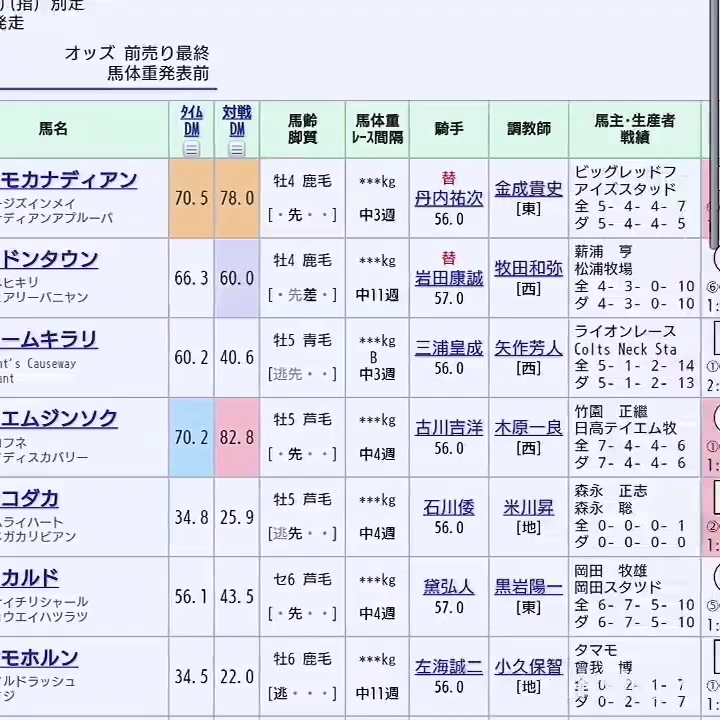 )(指) 別定
発走
オッズ 前売り最終
馬体重発表前
馬名 タイムDM 対戦DM 馬齢 脚質 馬体重 レース間隔 騎手 調教師 馬主・生産者 戦績
モカナディアン 70.5 78.0 牡4 鹿毛 ***kg 替 金成貴史 ビッグレッドフ
ージズインメイ 丹内祐次 [東] アイズスタッド
ナディアンアプルーバ [・先・・] 中3週 56.0 全 5- 4- 4- 7
ダ 5- 4- 4- 5
ドンタウン 66.3 60.0 牡4 鹿毛 ***kg 替 牧田和弥 薪浦 亨
ヒキリ 岩田康誠 [西] 松浦牧場
アリーバニヤン [・先差・] 中11週 57.0 全 4- 3- 0- 10
ダ 4- 3- 0- 10
ームキラリ 60.2 40.6 牡5 青毛 ***kg 三浦皇成 矢作芳人 ライオンレース
nt's Causeway B 56.0 [西] Colts Neck Sta
ant [逃先・・] 中3週 全 5- 1- 2- 14
ダ 5- 1- 2- 13
エムジンソク 70.2 82.8 牡5 芦毛 ***kg 古川吉洋 木原一良 竹園 正繼
フネ 56.0 [西] 日高テイエム牧
ディスカバリー [・先・・] 中4週 全 7- 4- 4- 6
ダ 7- 4- 4- 6
コダカ 34.8 25.9 牡5 芦毛 ***kg 石川倭 米川昇 森永 正志
ライハート 56.0 [地] 森永 聡
ガカリビアン [逃先・・] 中4週 全 0- 0- 0- 1
ダ 0- 0- 0- 0
カルド 56.1 43.5 セ6 芦毛 ***kg 黛弘人 黒岩陽一 岡田 牧雄
イチリシャール 57.0 [東] 岡田スタツド
ウエイハツラツ [・先・・] 中4週 全 6- 7- 5- 10
ダ 6- 7- 5- 10
モホルン 34.5 22.0 牡6 鹿毛 ***kg 左海誠二 小久保智 タマモ
ルドラッシュ 56.0 [地] 曾我 博
ジ [逃・・・] 中11週 全 0- 2- 1- 7
ダ 0- 2- 1- 7